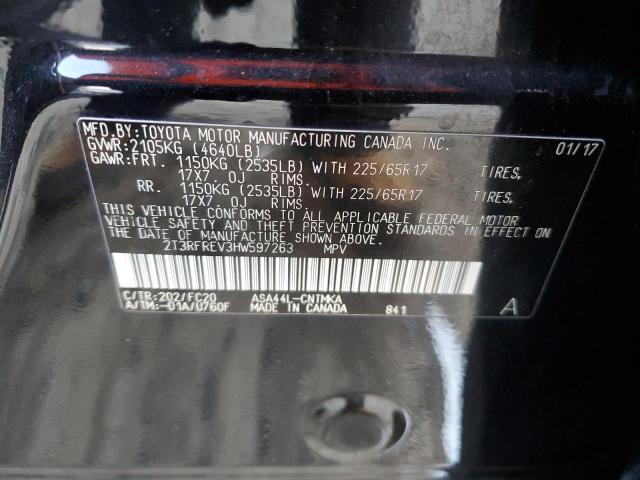 MFD.BY:TOYOTA MOTOR MANUFACTURING CANADA INC. 01/17
GVWR:2105KG (4640LB)
GAWR:FRT. 1150KG (2535LB) WITH 225/65R17 TIRES,
17X7. 0J RIMS.
RR. 1150KG (2535LB) WITH 225/65R17 TIRES,
17X7. 0J RIMS.
THIS VEHICLE CONFORMS TO ALL APPLICABLE FEDERAL MOTOR
VEHICLE SAFETY AND THEFT PREVENTION STANDARDS IN EFFECT ON
THE DATE OF MANUFACTURE SHOWN ABOVE.
2T3RFREV3HW597263 MPV
C/TR:202/FC20 ASA44L-CNTMKA A
A/TM:-01A/U760F MADE IN CANADA 841